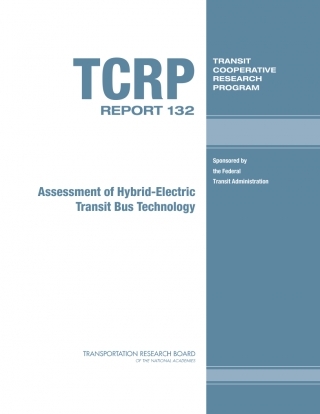 TCRP
REPORT 132
TRANSIT
COOPERATIVE
RESEARCH
PROGRAM
Sponsored by
the Federal
Transit Administration
Assessment of Hybrid-Electric
Transit Bus Technology
TRANSPORTATION RESEARCH BOARD
OF THE NATIONAL ACADEMIES